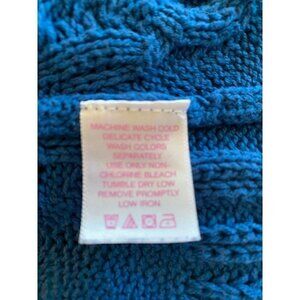 MACHINE WASH COLD
DELICATE CYCLE
WASH COLORS
SEPARATELY
USE ONLY NON-
CHLORINE BLEACH
TUMBLE DRY LOW
REMOVE PROMPTLY
LOW IRON